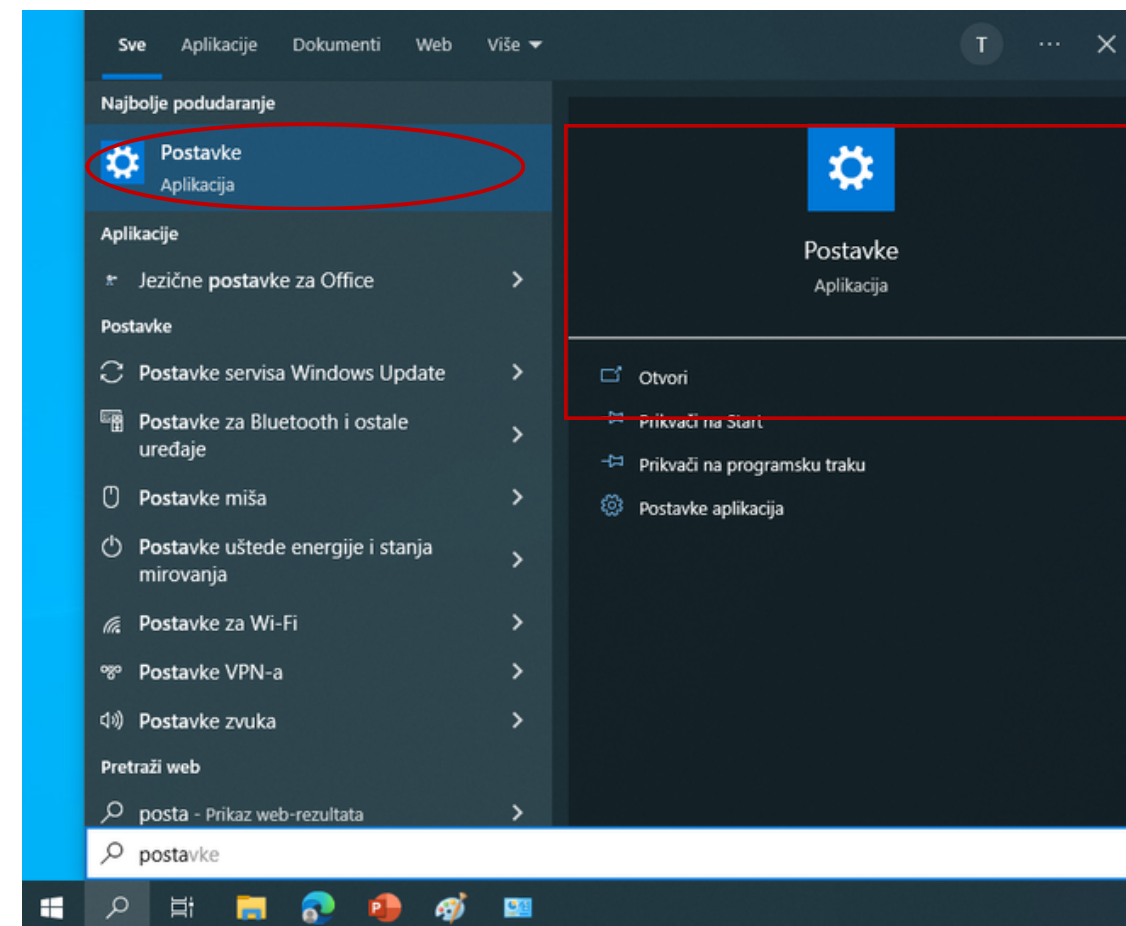 Sve Aplikacije Dokumenti Web Više
T ...
Najbolje podudaranje
Postavke
Aplikacija
Aplikacije
Jezične postavke za Office
Postavke
Postavke servisa Windows Update
Postavke za Bluetooth i ostale
uređaje
Postavke miša
Postavke uštede energije i stanja
mirovanja
Postavke za Wi-Fi
Postavke VPN-a
Postavke zvuka
Pretraži web
posta - Prikaz web-rezultata
postavke
Postavke
Aplikacija
Otvori
Prikvači na Start
Prikvači na programsku traku
Postavke aplikacija